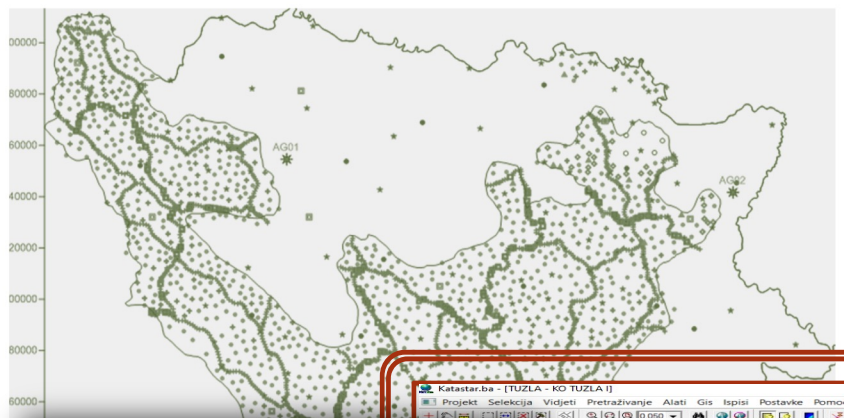 00000
80000
AG01
60000
AG02
40000
20000
00000
80000
60000
Katastar.ba - [TUZLA - KO TUZLA I]
Projekt Selekcija Vidjeti Pretraživanje Alati Gis Ispisi Postavke Pomoć
0.050